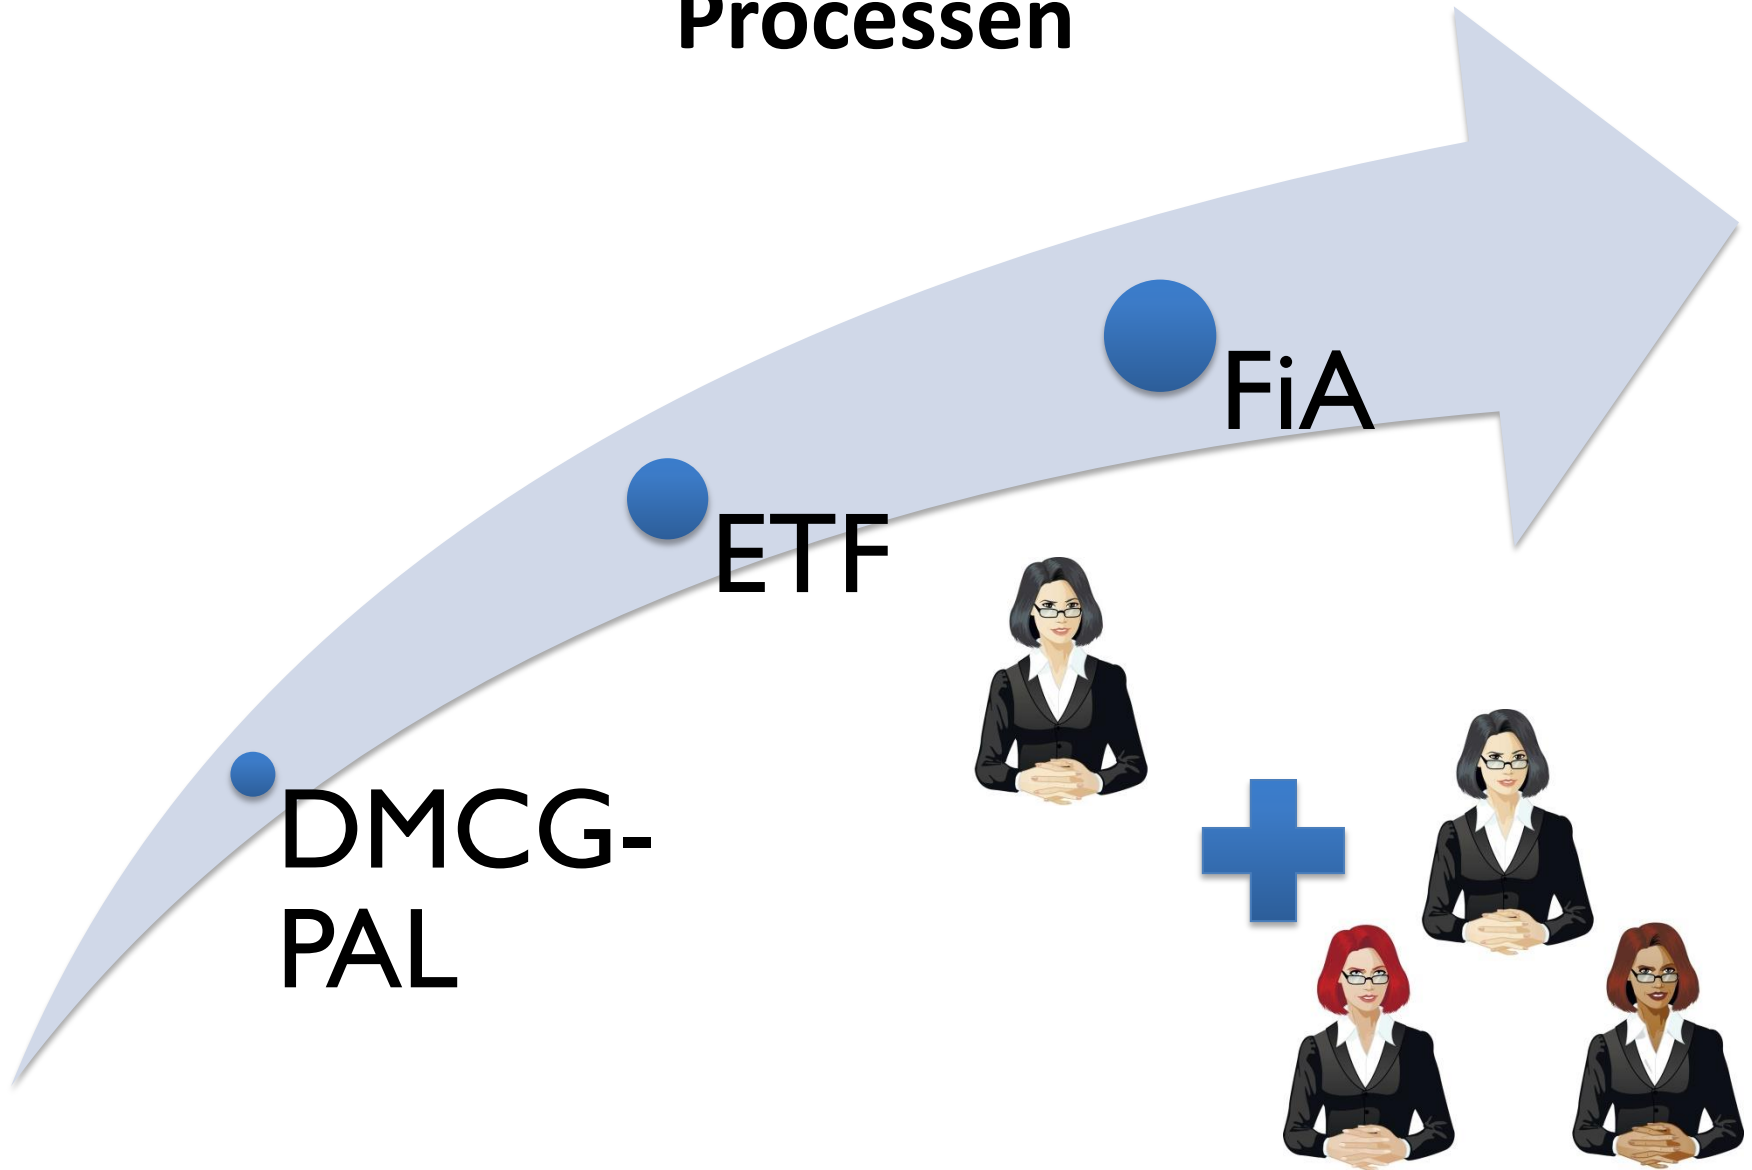 Processen
FiA
ETF
DMCG-
PAL